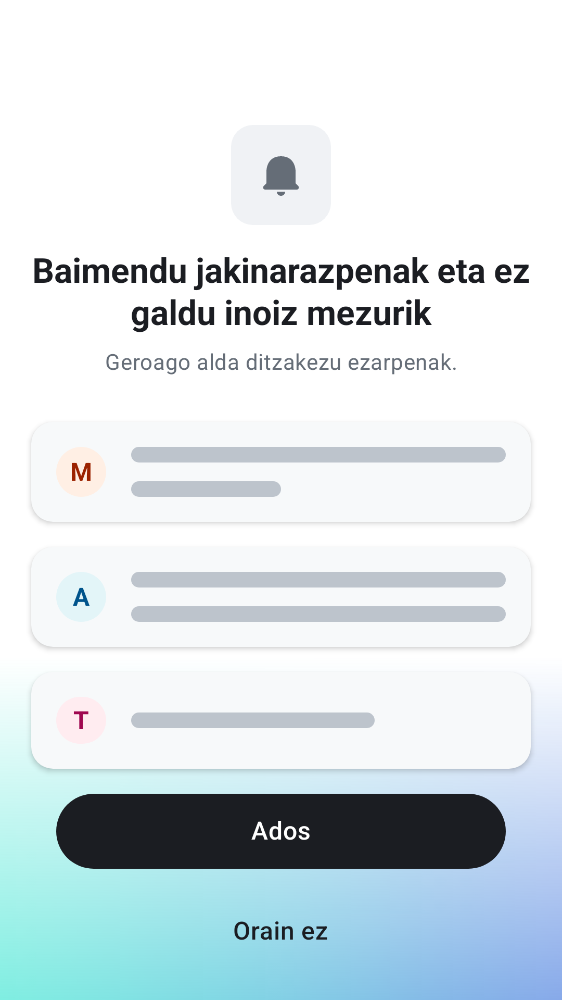 Baimendu jakinarazpenak eta ez
galdu inoiz mezurik
Geroago alda ditzakezu ezarpenak.
M
A
T
Ados
Orain ez